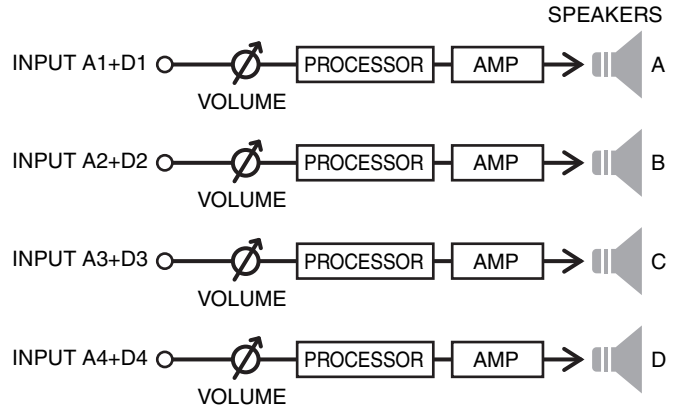 SPEAKERS
INPUT A1+D1 PROCESSOR AMP A
VOLUME
INPUT A2+D2 PROCESSOR AMP B
VOLUME
INPUT A3+D3 PROCESSOR AMP C
VOLUME
INPUT A4+D4 PROCESSOR AMP D
VOLUME